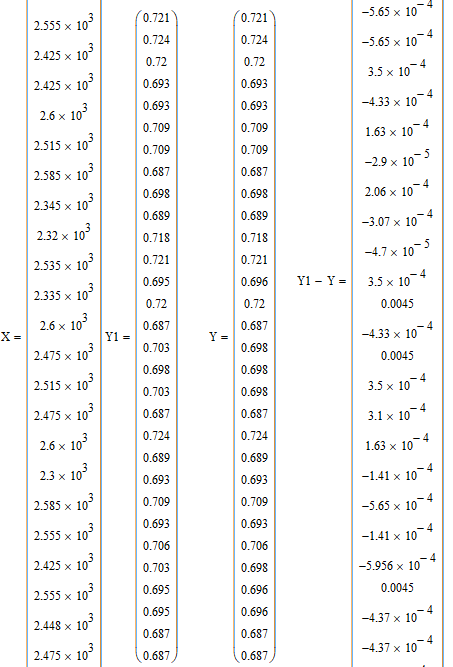 X =
2.555 × 10^3
2.425 × 10^3
2.425 × 10^3
2.6 × 10^3
2.515 × 10^3
2.585 × 10^3
2.345 × 10^3
2.32 × 10^3
2.535 × 10^3
2.335 × 10^3
2.6 × 10^3
2.475 × 10^3
2.515 × 10^3
2.475 × 10^3
2.6 × 10^3
2.3 × 10^3
2.585 × 10^3
2.555 × 10^3
2.425 × 10^3
2.555 × 10^3
2.448 × 10^3
2.475 × 10^3
Y1 =
0.721
0.724
0.72
0.693
0.693
0.709
0.709
0.687
0.698
0.689
0.718
0.721
0.695
0.72
0.687
0.703
0.698
0.703
0.687
0.724
0.689
0.693
0.709
0.693
0.706
0.703
0.695
0.695
0.687
0.687
Y =
0.721
0.724
0.72
0.693
0.693
0.709
0.709
0.687
0.698
0.689
0.718
0.721
0.696
0.72
0.687
0.698
0.698
0.698
0.687
0.724
0.689
0.693
0.709
0.693
0.706
0.698
0.696
0.696
0.687
0.687
Y1 − Y =
−5.65 × 10^−4
−5.65 × 10^−4
3.5 × 10^−4
−4.33 × 10^−4
1.63 × 10^−4
−2.9 × 10^−5
2.06 × 10^−4
−3.07 × 10^−4
−4.7 × 10^−5
3.5 × 10^−4
0.0045
−4.33 × 10^−4
0.0045
3.5 × 10^−4
3.1 × 10^−4
1.63 × 10^−4
−1.41 × 10^−4
−5.65 × 10^−4
−1.41 × 10^−4
−5.956 × 10^−4
0.0045
−4.37 × 10^−4
−4.37 × 10^−4